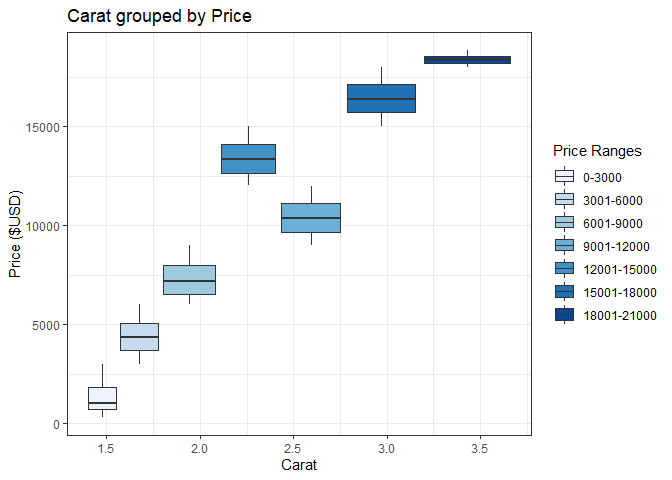 Carat grouped by Price
Price ($USD)
15000
10000
5000
0
1.5 2.0 2.5 3.0 3.5
Carat
Price Ranges
0-3000
3001-6000
6001-9000
9001-12000
12001-15000
15001-18000
18001-21000